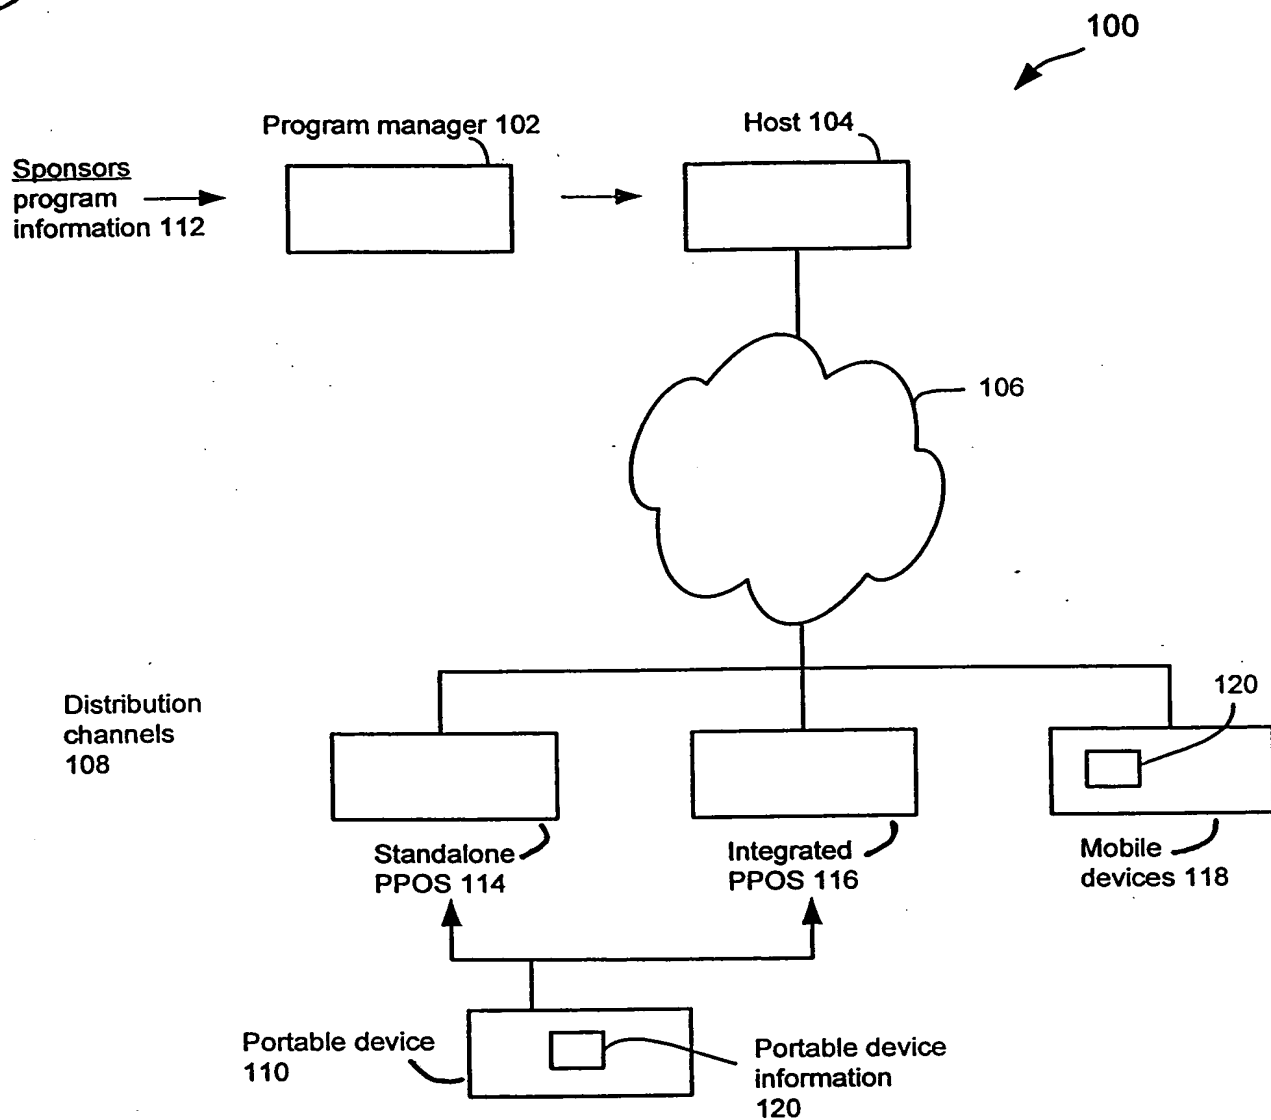 100
Program manager 102
Host 104
Sponsors
program
information 112
106
Distribution
channels
108
120
Standalone
PPOS 114
Integrated
PPOS 116
Mobile
devices 118
Portable device
110
Portable device
information
120